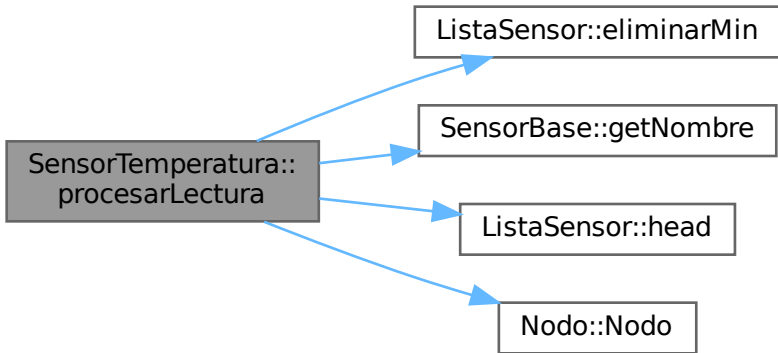 ListaSensor::eliminarMin
SensorBase::getNombre
SensorTemperatura::
procesarLectura
ListaSensor::head
Nodo::Nodo